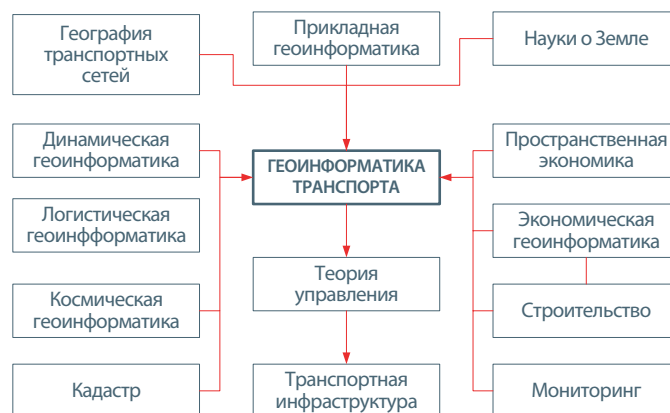 География
транспортных
сетей
Прикладная
геоинформатика
Науки о Земле
Динамическая
геоинформатика
ГЕОИНФОРМАТИКА
ТРАНСПОРТА
Пространственная
экономика
Логистическая
геоинфформатика
Экономическая
геоинформатика
Теория
управления
Космическая
геоинформатика
Строительство
Кадастр
Транспортная
инфраструктура
Мониторинг